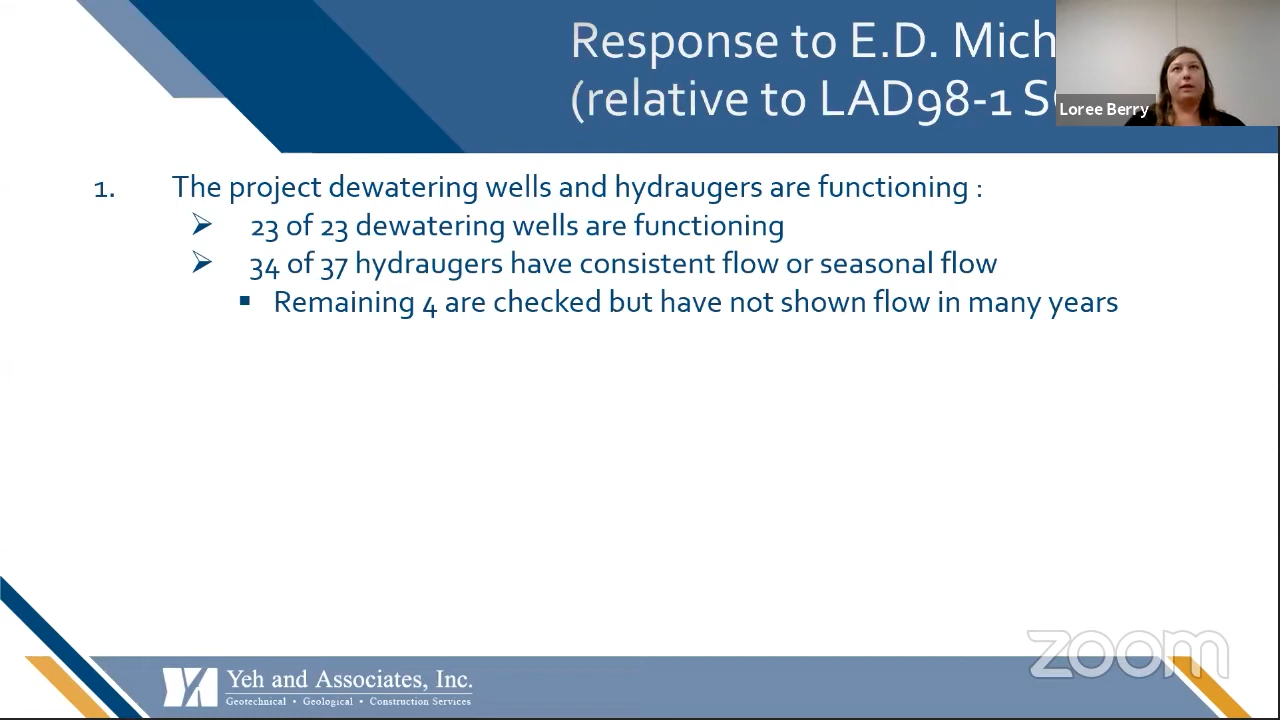 Response to E.D. Mich
(relative to LAD98-1
Loree Berry
1. The project dewatering wells and hydraugers are functioning :
23 of 23 dewatering wells are functioning
34 of 37 hydraugers have consistent flow or seasonal flow
Remaining 4 are checked but have not shown flow in many years
zoom
Yeh and Associates, Inc.
Geotechnical • Geological • Construction Services